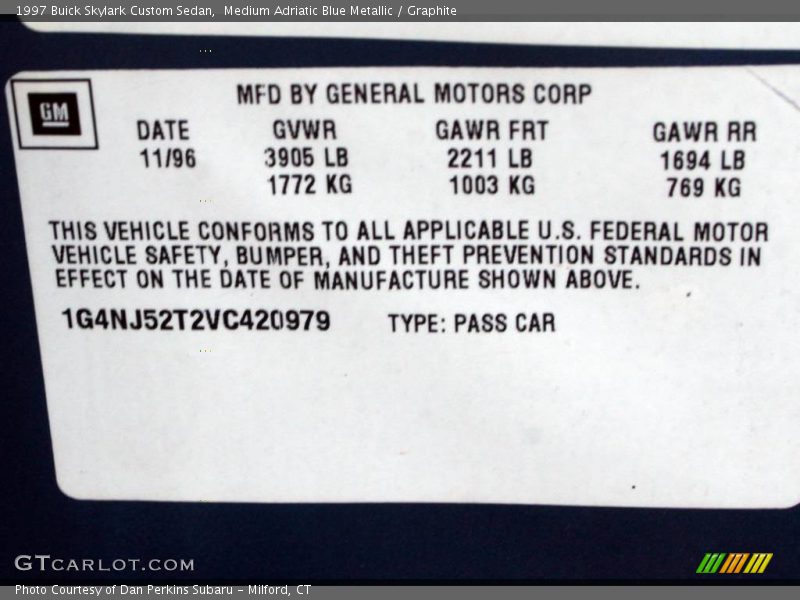 1997 Buick Skylark Custom Sedan,  Medium Adriatic Blue Metallic / Graphite
GM
MFD BY GENERAL MOTORS CORP
DATE GVWR GAWR FRT GAWR RR
11/96 3905 LB 2211 LB 1694 LB
1772 KG 1003 KG 769 KG
THIS VEHICLE CONFORMS TO ALL APPLICABLE U.S. FEDERAL MOTOR
VEHICLE SAFETY, BUMPER, AND THEFT PREVENTION STANDARDS IN
EFFECT ON THE DATE OF MANUFACTURE SHOWN ABOVE.
1G4NJ52T2VC420979 TYPE: PASS CAR
GTCARLOT.COM
Photo Courtesy of Dan Perkins Subaru – Milford, CT